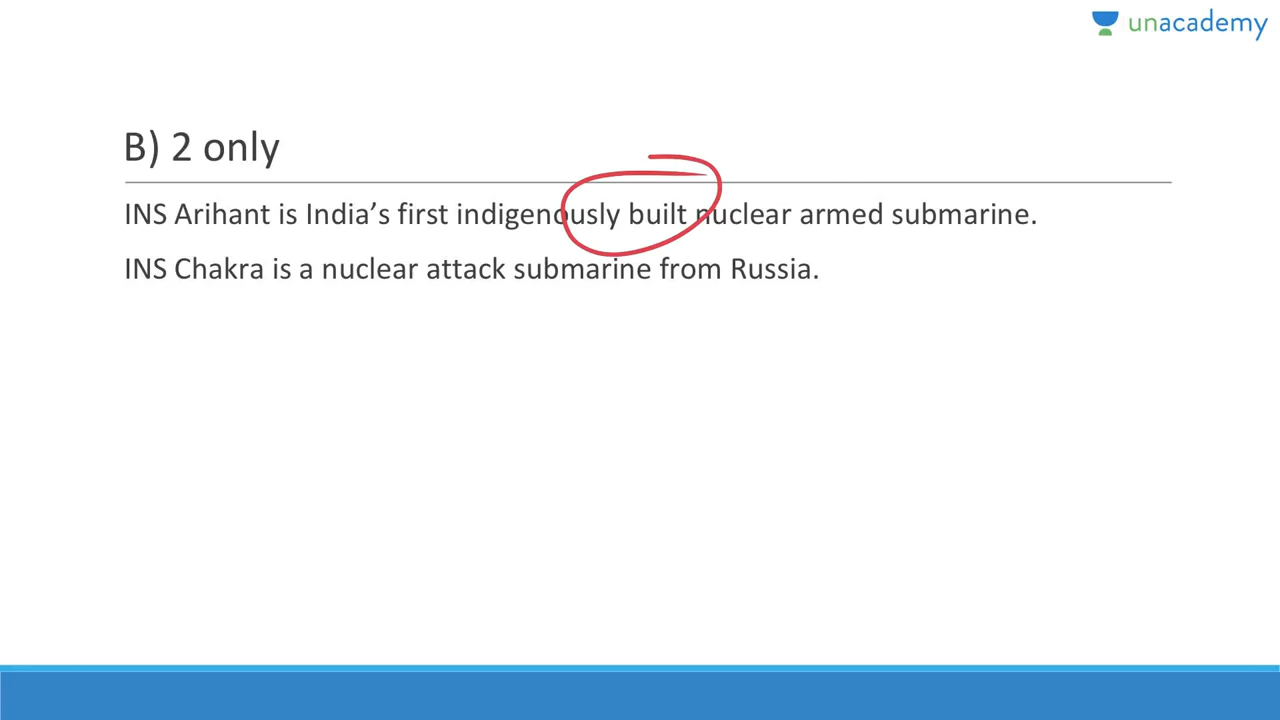 unacademy
B) 2 only
INS Arihant is India’s first indigenously built nuclear armed submarine.
INS Chakra is a nuclear attack submarine from Russia.